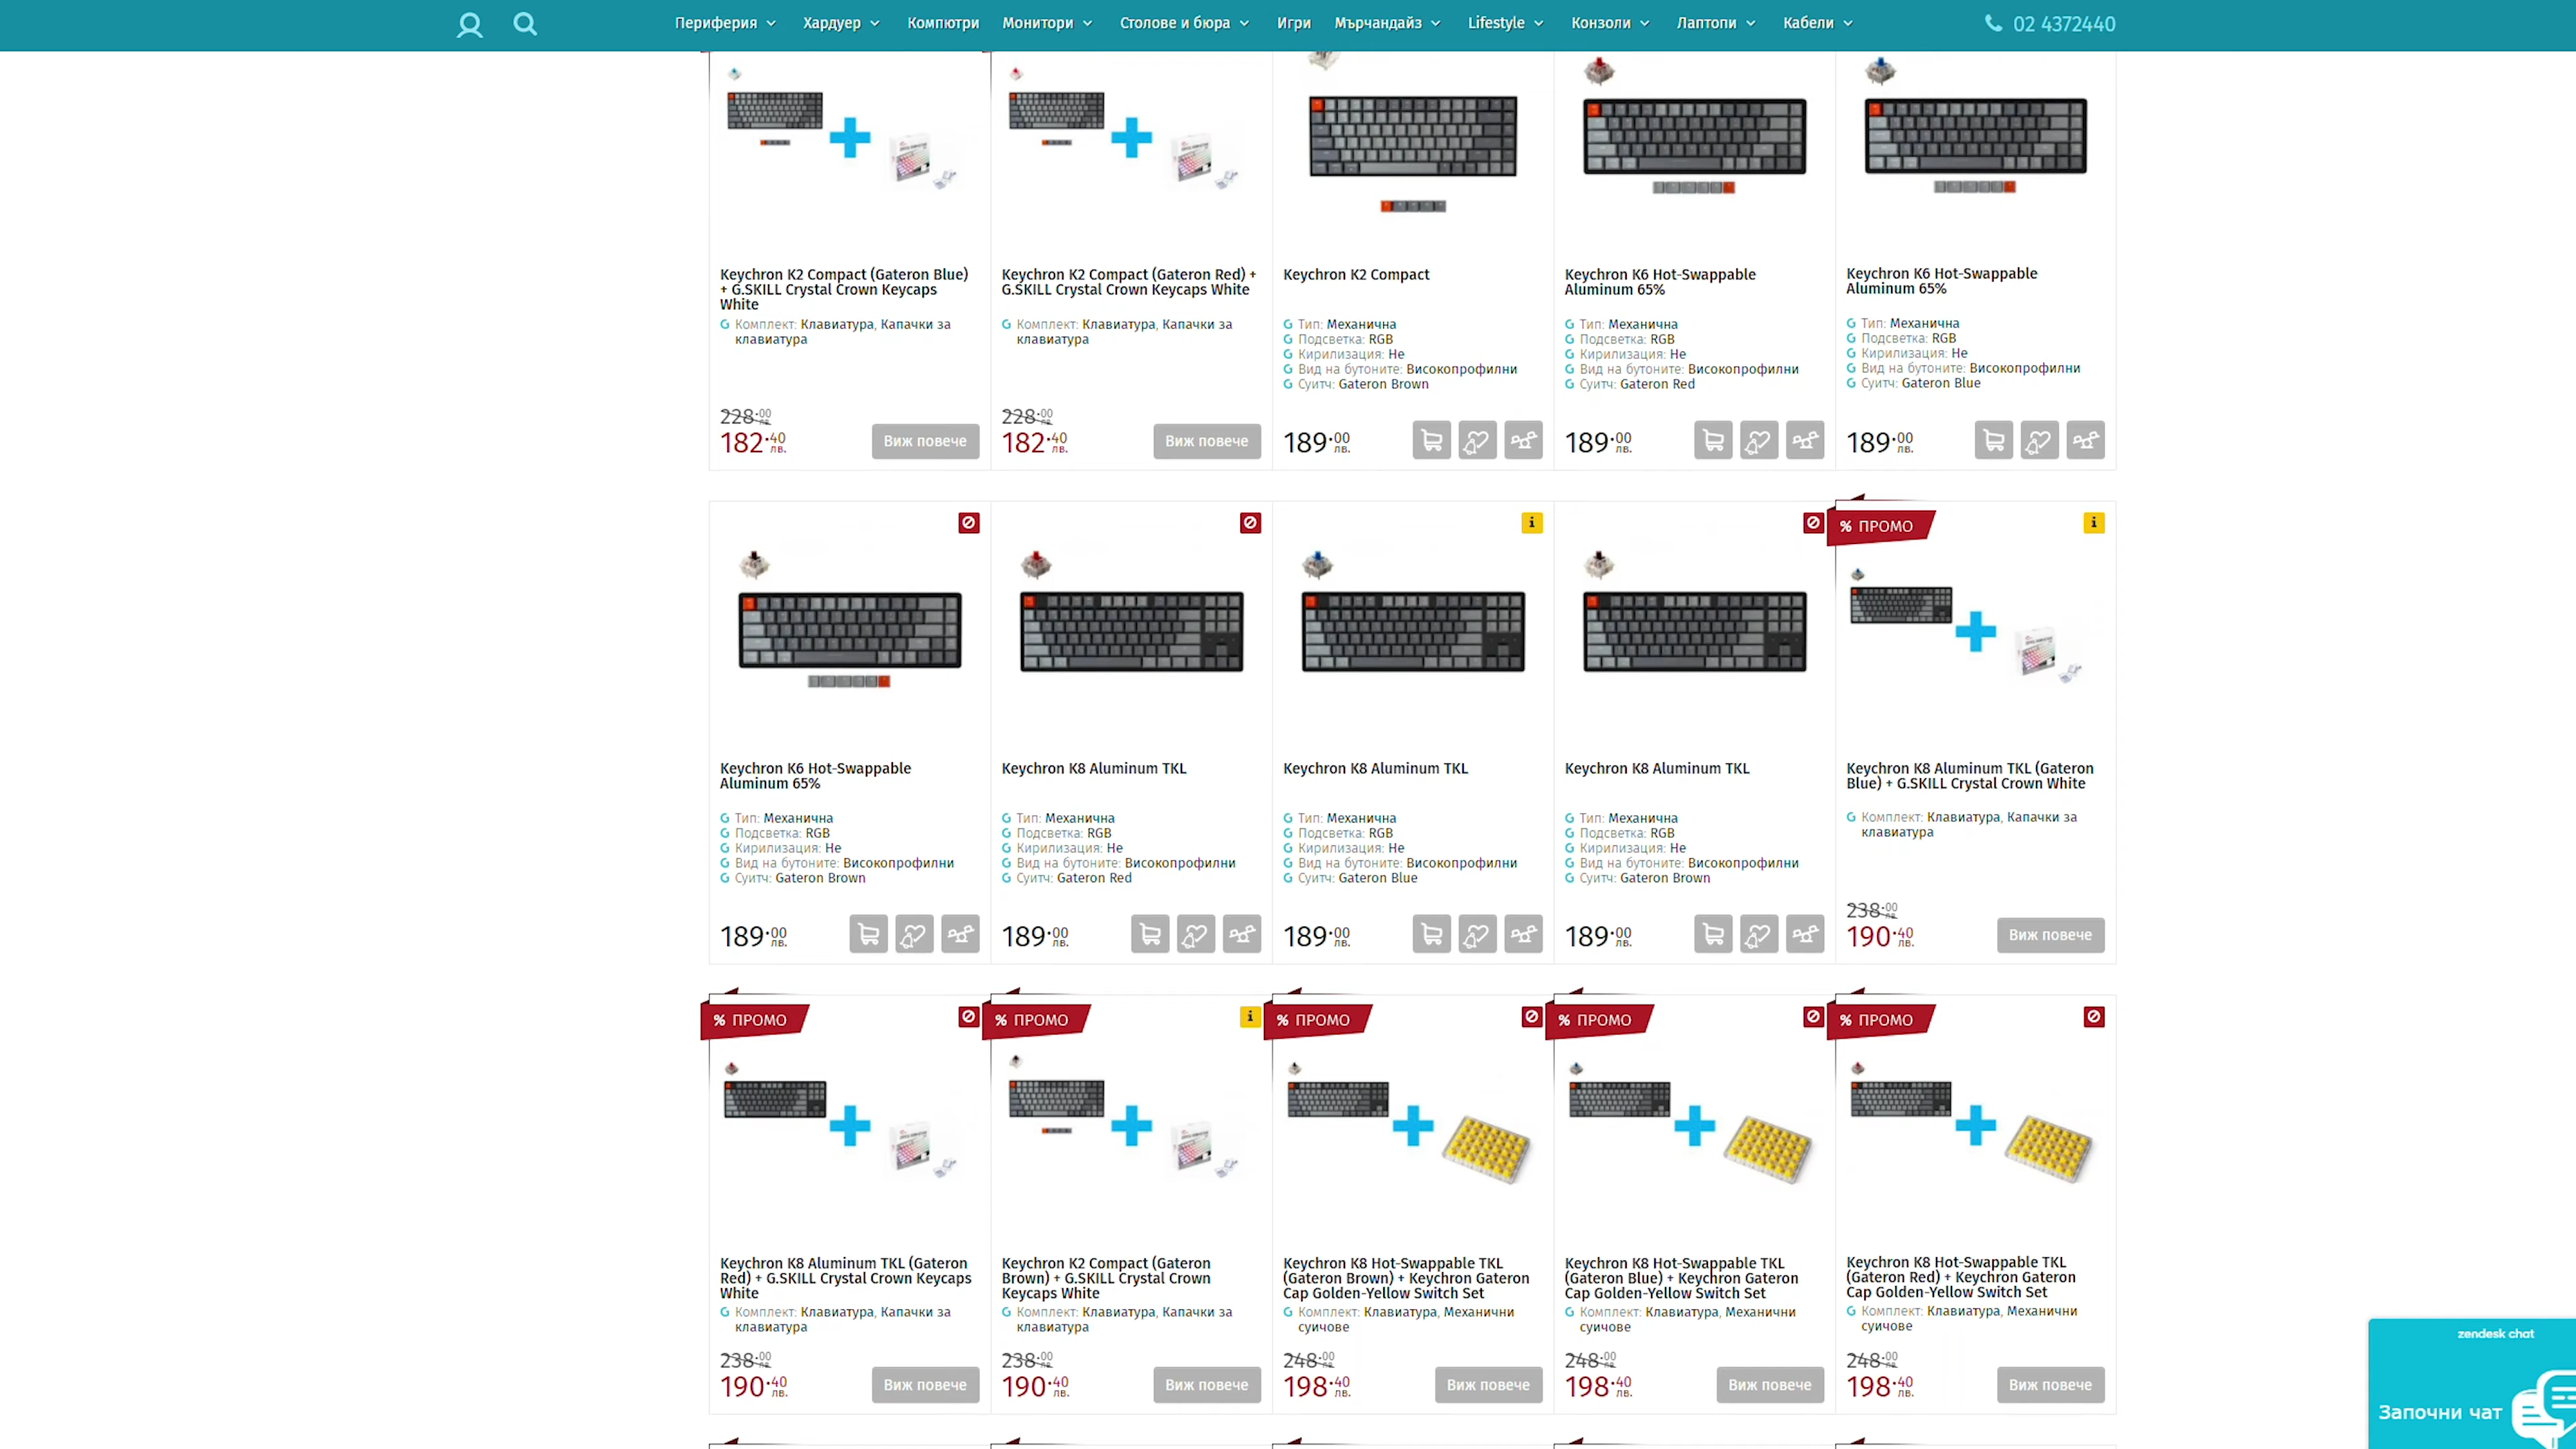 Периферия Хардуер Компютри Монитори Столове и бюра Игри Мърчандайз Lifestyle Конзоли Лаптопи Кабели 02 4372440
Keychron K2 Compact (Gateron Blue)
+ G.SKILL Crystal Crown Keycaps
White
Комплект: Клавиатура, Капачки за
клавиатура
228.00 лв.
182.40 лв.
Виж повече
Keychron K2 Compact (Gateron Red) +
G.SKILL Crystal Crown Keycaps White
Комплект: Клавиатура, Капачки за
клавиатура
228.00 лв.
182.40 лв.
Виж повече
Keychron K2 Compact
Тип: Механична
Подсветка: RGB
Кирилизация: Не
Вид на бутоните: Високопрофилни
Суитч: Gateron Brown
189.00 лв.
Keychron K6 Hot-Swappable
Aluminum 65%
Тип: Механична
Подсветка: RGB
Кирилизация: Не
Вид на бутоните: Високопрофилни
Суитч: Gateron Red
189.00 лв.
Keychron K6 Hot-Swappable
Aluminum 65%
Тип: Механична
Подсветка: RGB
Кирилизация: Не
Вид на бутоните: Високопрофилни
Суитч: Gateron Blue
189.00 лв.
Keychron K6 Hot-Swappable
Aluminum 65%
Тип: Механична
Подсветка: RGB
Кирилизация: Не
Вид на бутоните: Високопрофилни
Суитч: Gateron Brown
189.00 лв.
Keychron K8 Aluminum TKL
Тип: Механична
Подсветка: RGB
Кирилизация: Не
Вид на бутоните: Високопрофилни
Суитч: Gateron Red
189.00 лв.
i
Keychron K8 Aluminum TKL
Тип: Механична
Подсветка: RGB
Кирилизация: Не
Вид на бутоните: Високопрофилни
Суитч: Gateron Blue
189.00 лв.
Keychron K8 Aluminum TKL
Тип: Механична
Подсветка: RGB
Кирилизация: Не
Вид на бутоните: Високопрофилни
Суитч: Gateron Brown
189.00 лв.
% ПРОМО
i
Keychron K8 Aluminum TKL (Gateron
Blue) + G.SKILL Crystal Crown White
Комплект: Клавиатура, Капачки за
клавиатура
238.00 лв.
190.40 лв.
Виж повече
% ПРОМО
Keychron K8 Aluminum TKL (Gateron
Red) + G.SKILL Crystal Crown Keycaps
White
Комплект: Клавиатура, Капачки за
клавиатура
238.00 лв.
190.40 лв.
Виж повече
% ПРОМО
i
Keychron K2 Compact (Gateron
Brown) + G.SKILL Crystal Crown
Keycaps White
Комплект: Клавиатура, Капачки за
клавиатура
238.00 лв.
190.40 лв.
Виж повече
% ПРОМО
Keychron K8 Hot-Swappable TKL
(Gateron Brown) + Keychron Gateron
Cap Golden-Yellow Switch Set
Комплект: Клавиатура, Механични
суичове
248.00 лв.
198.40 лв.
Виж повече
% ПРОМО
Keychron K8 Hot-Swappable TKL
(Gateron Blue) + Keychron Gateron
Cap Golden-Yellow Switch Set
Комплект: Клавиатура, Механични
суичове
248.00 лв.
198.40 лв.
Виж повече
% ПРОМО
Keychron K8 Hot-Swappable TKL
(Gateron Red) + Keychron Gateron
Cap Golden-Yellow Switch Set
Комплект: Клавиатура, Механични
суичове
248.00 лв.
198.40 лв.
Виж повече
zendesk chat
Започни чат